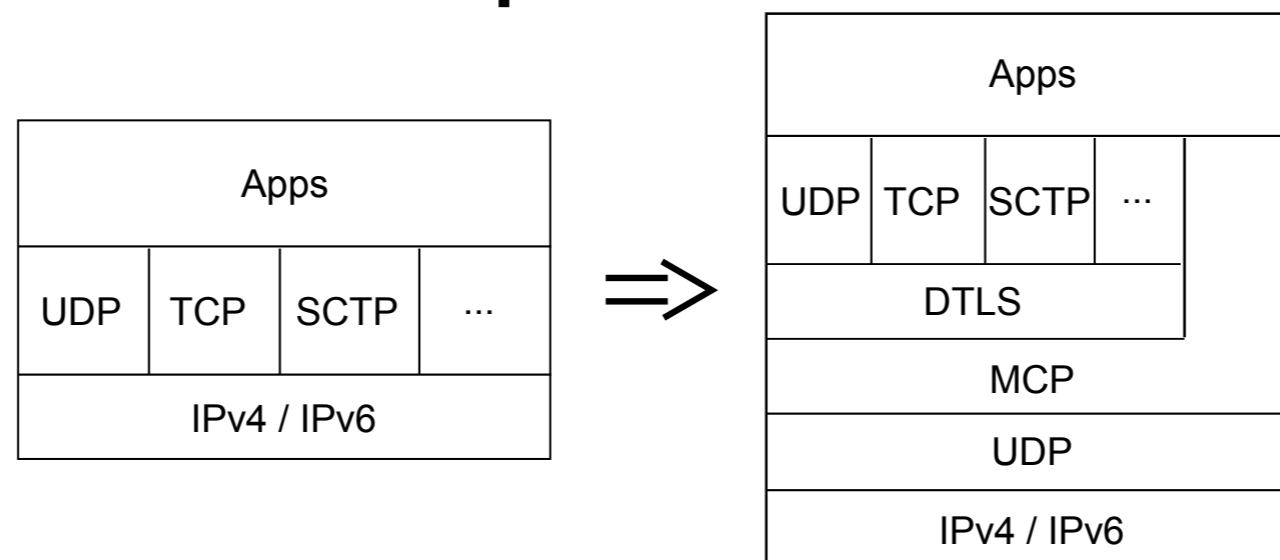 Apps
UDP TCP SCTP ...
IPv4 / IPv6
Apps
UDP TCP SCTP ...
DTLS
MCP
UDP
IPv4 / IPv6